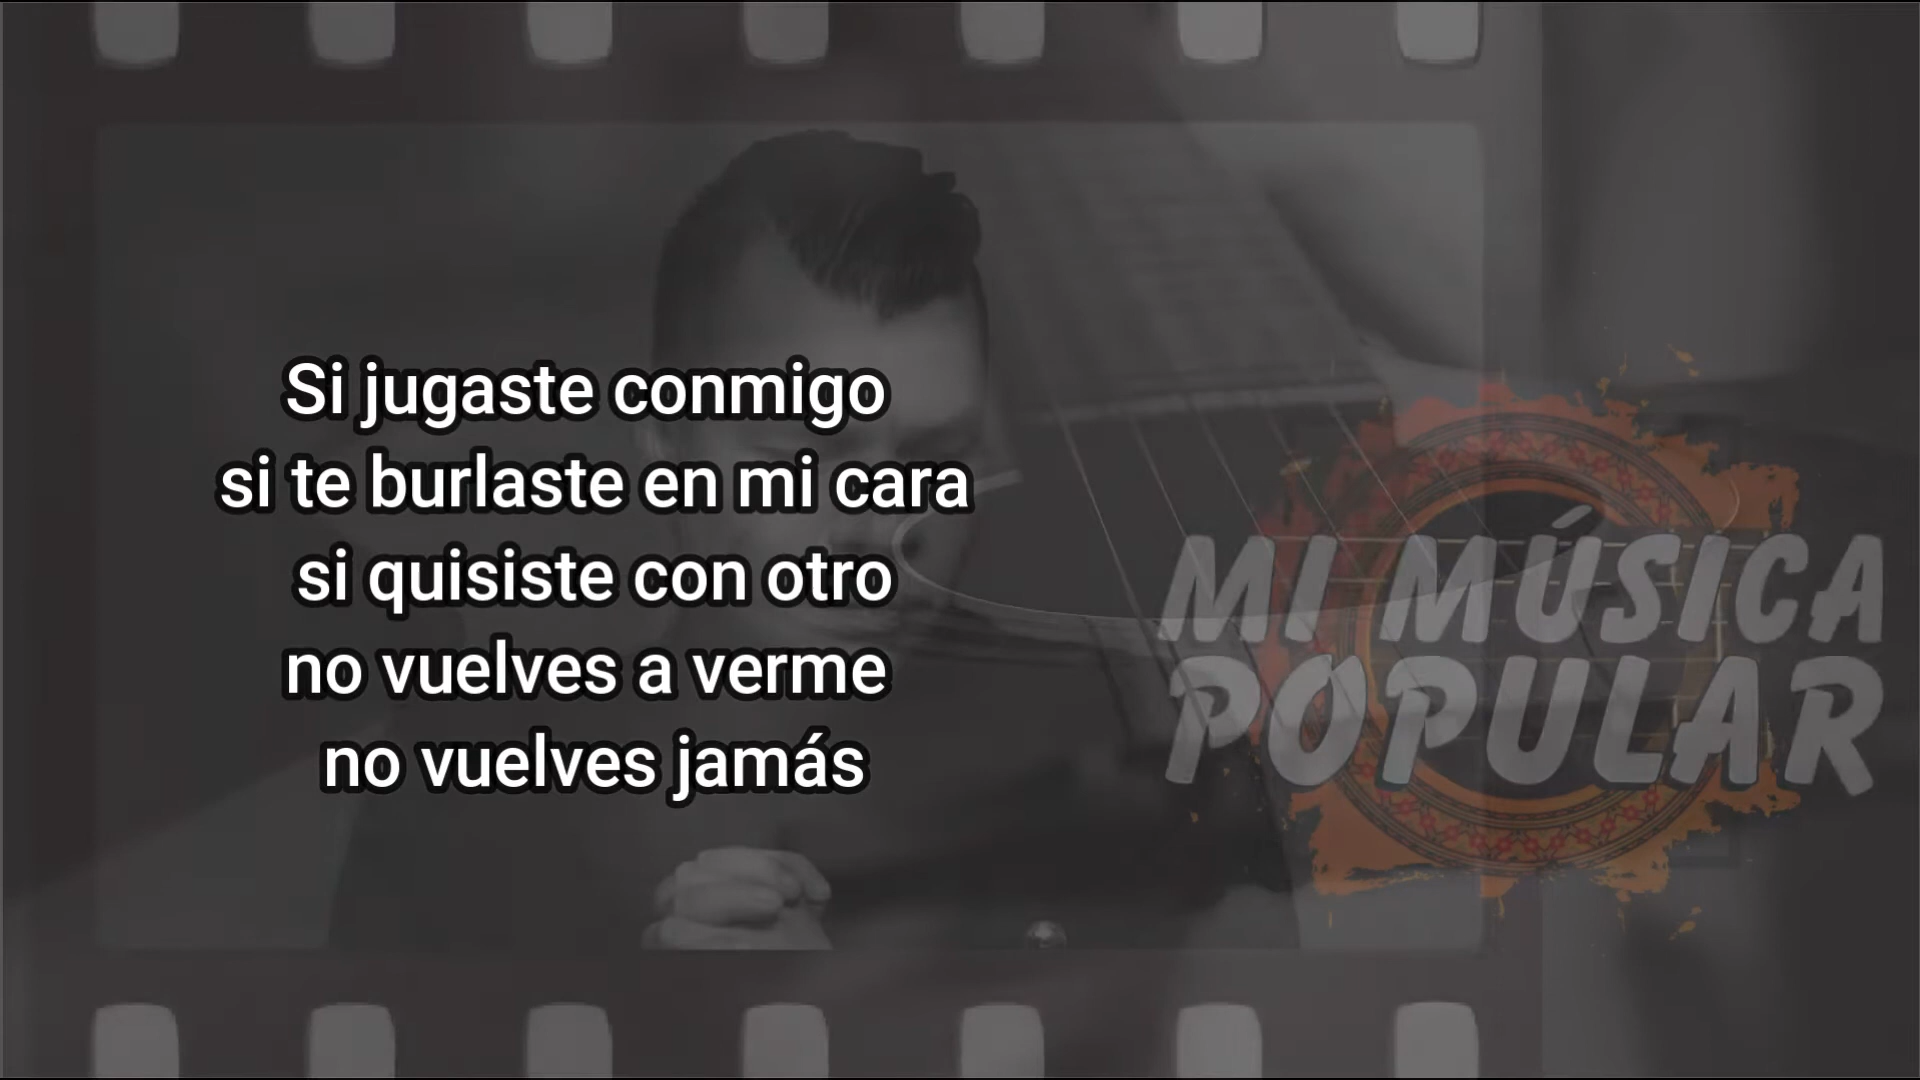 Si jugaste conmigo
si te burlaste en mi cara
si quisiste con otro
no vuelves a verme
no vuelves jamás
MI MÚSICA
POPULAR